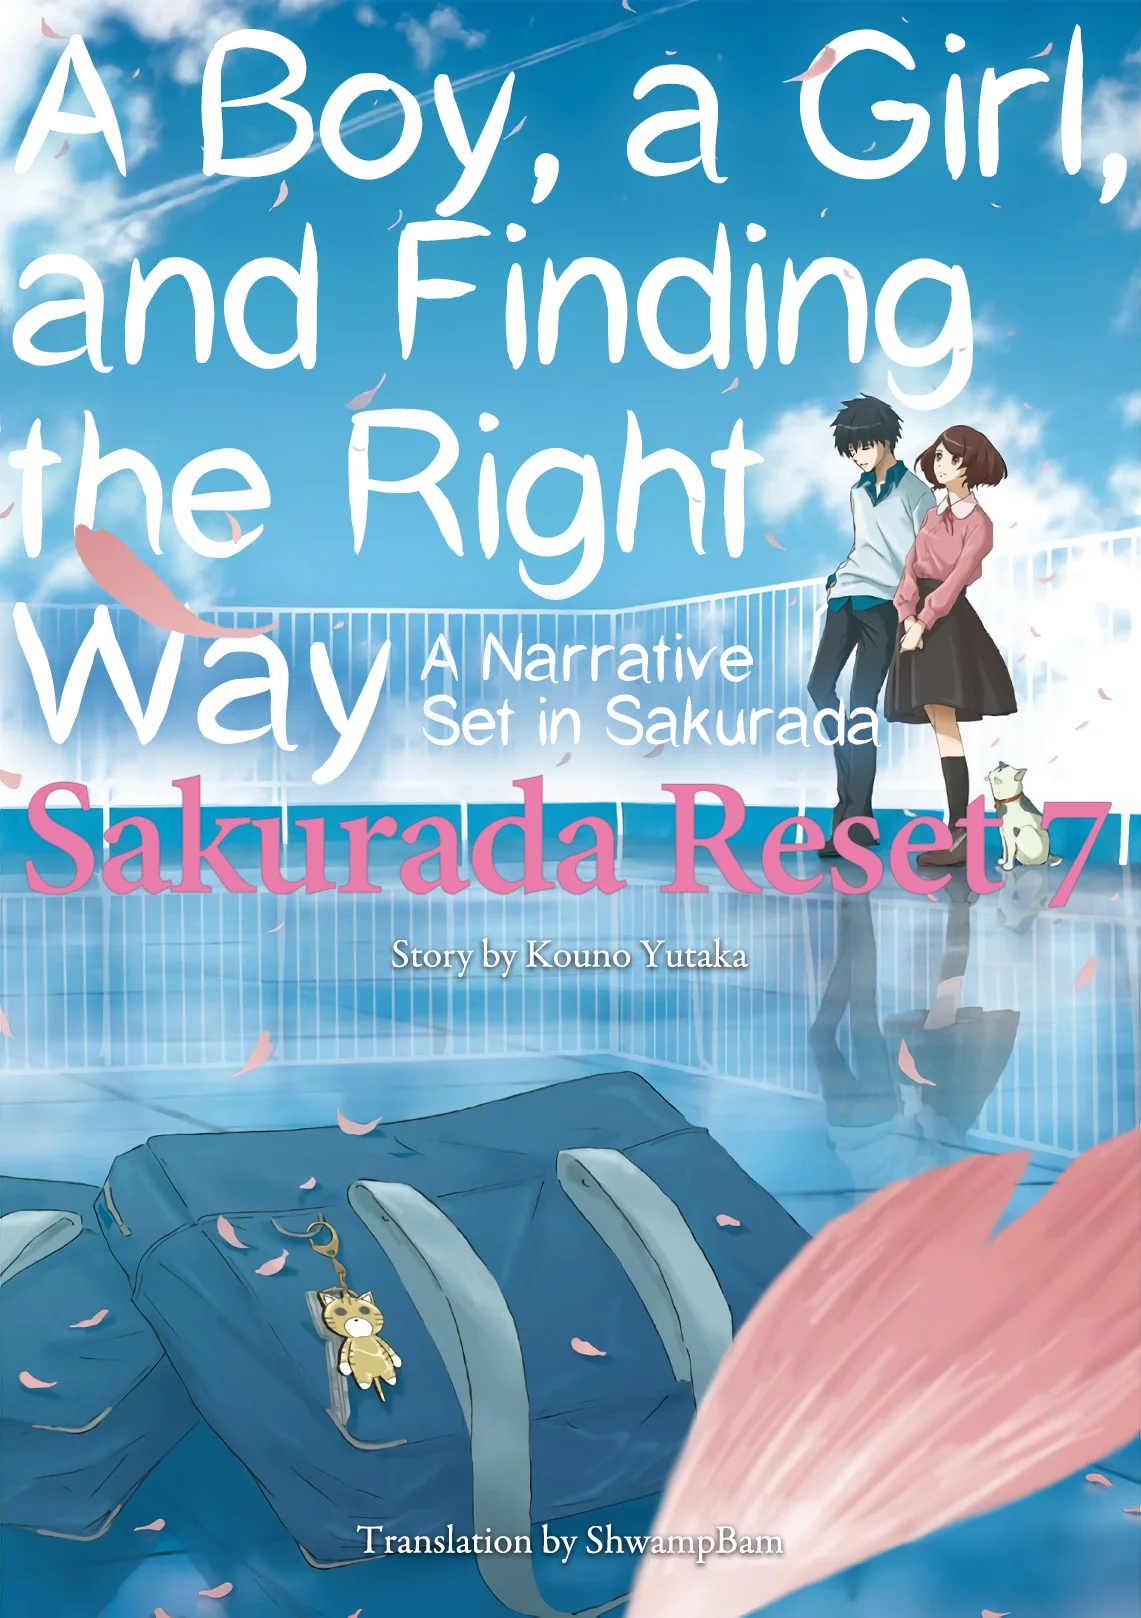 A Boy, a Girl,
and Finding
the Right
Way
A Narrative
Set in Sakurada
Sakurada Reset 7
Story by Kouno Yutaka
Translation by ShwampBam